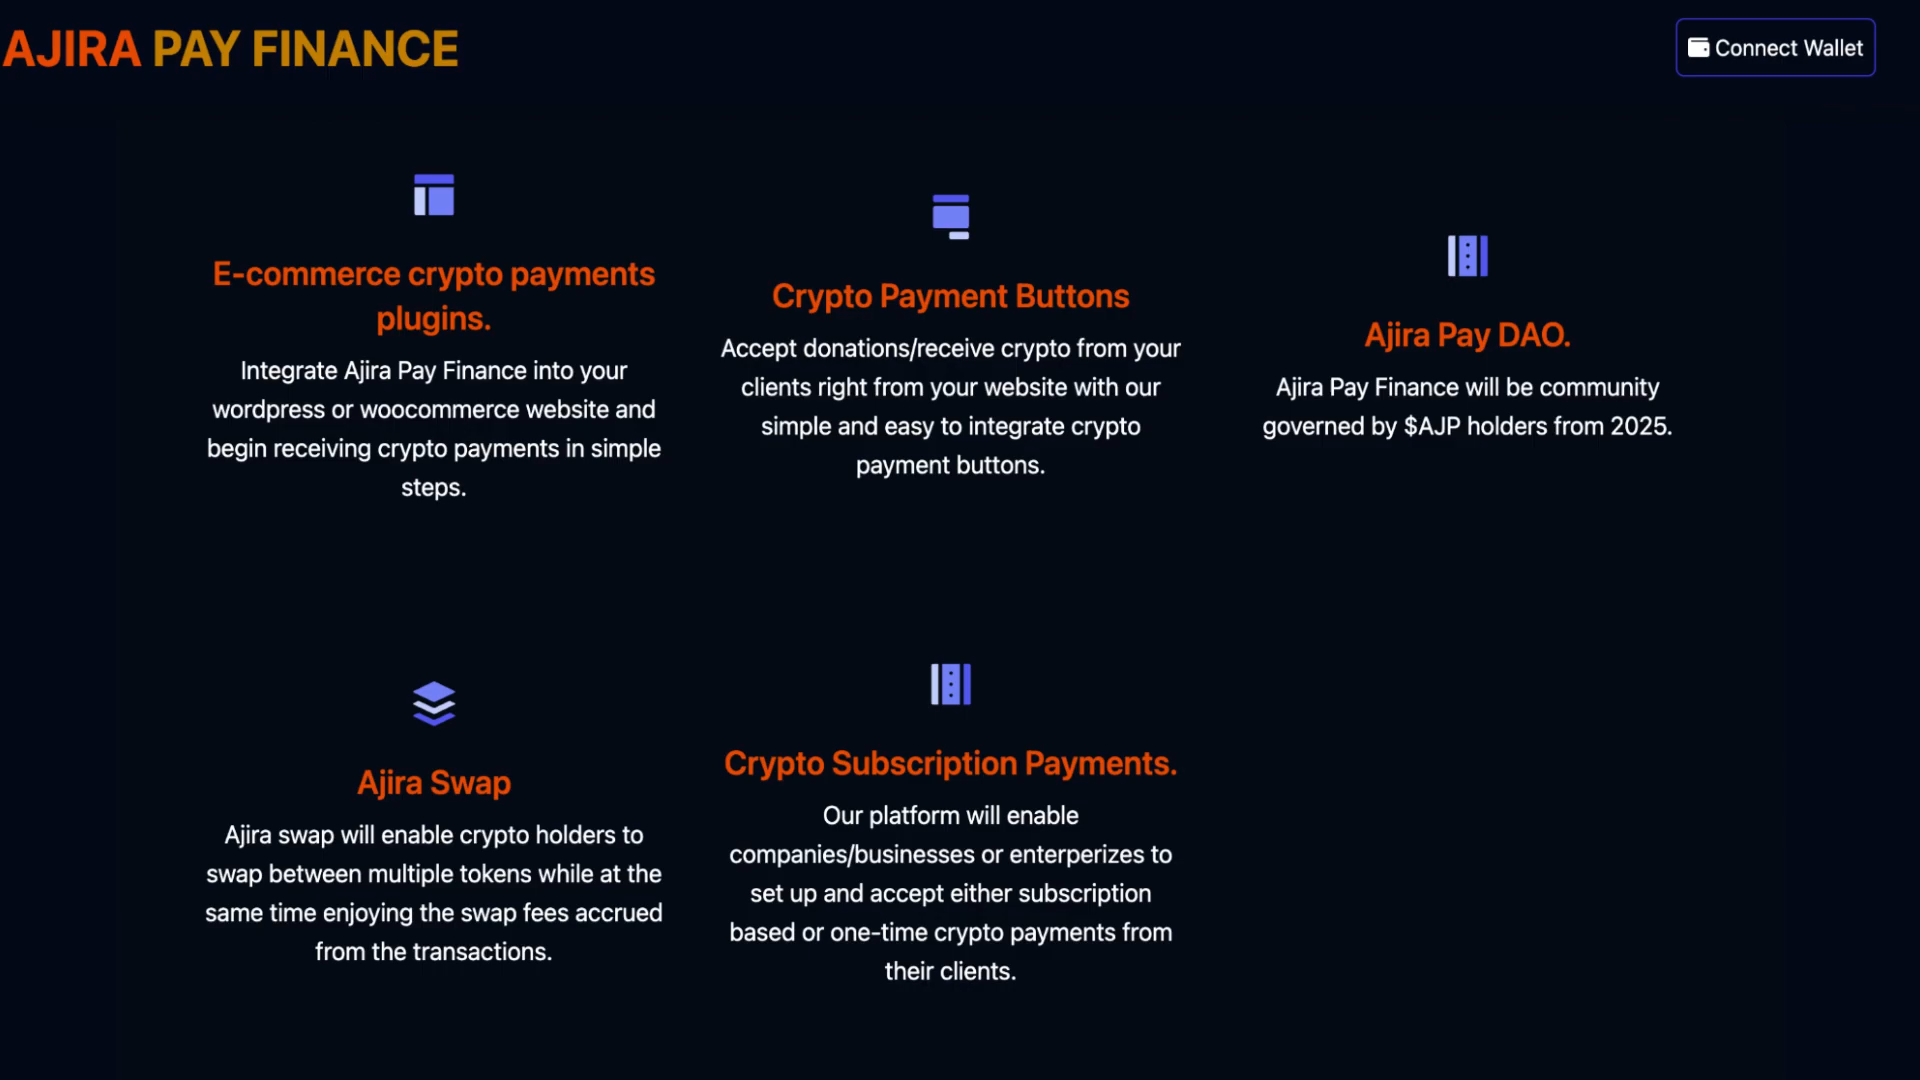 AJIRA PAY FINANCE
Connect Wallet
E-commerce crypto payments
plugins.
Integrate Ajira Pay Finance into your
wordpress or woocommerce website and
begin receiving crypto payments in simple
steps.
Crypto Payment Buttons
Accept donations/receive crypto from your
clients right from your website with our
simple and easy to integrate crypto
payment buttons.
Ajira Pay DAO.
Ajira Pay Finance will be community
governed by $AJP holders from 2025.
Ajira Swap
Ajira swap will enable crypto holders to
swap between multiple tokens while at the
same time enjoying the swap fees accrued
from the transactions.
Crypto Subscription Payments.
Our platform will enable
companies/businesses or enterperizes to
set up and accept either subscription
based or one-time crypto payments from
their clients.